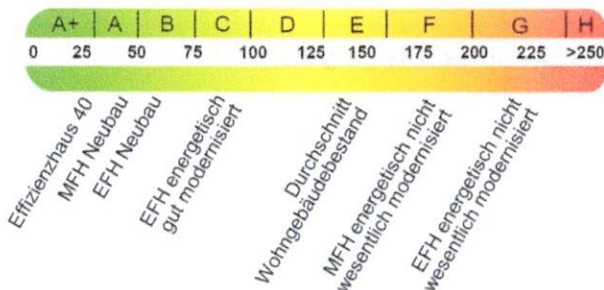 A+ A B C D E F G H
0 25 50 75 100 125 150 175 200 225 >250
Effizienzhaus 40
MFH Neubau
EFH Neubau
EFH energetisch
gut modernisiert
Durchschnitt
Wohngebäudebestand
MFH energetisch nicht
wesentlich modernisiert
EFH energetisch nicht
wesentlich modernisiert